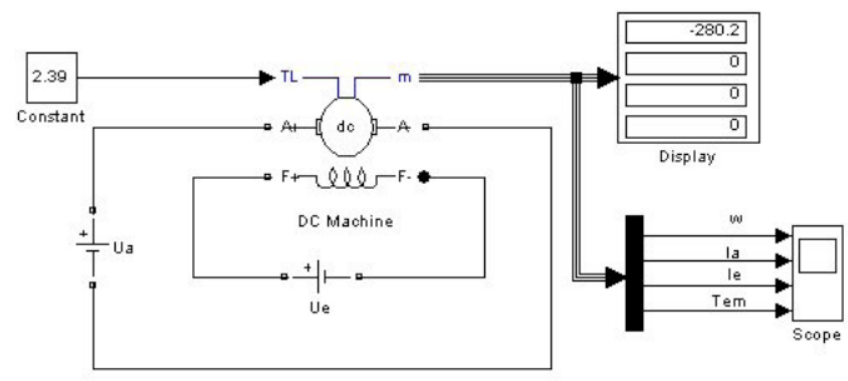 -280.2
0
0
0
Display
2.39
Constant
TL
m
A+
dc
A-
F+
F-
DC Machine
+
Ua
+
Ue
w
Ia
Ie
Tem
Scope